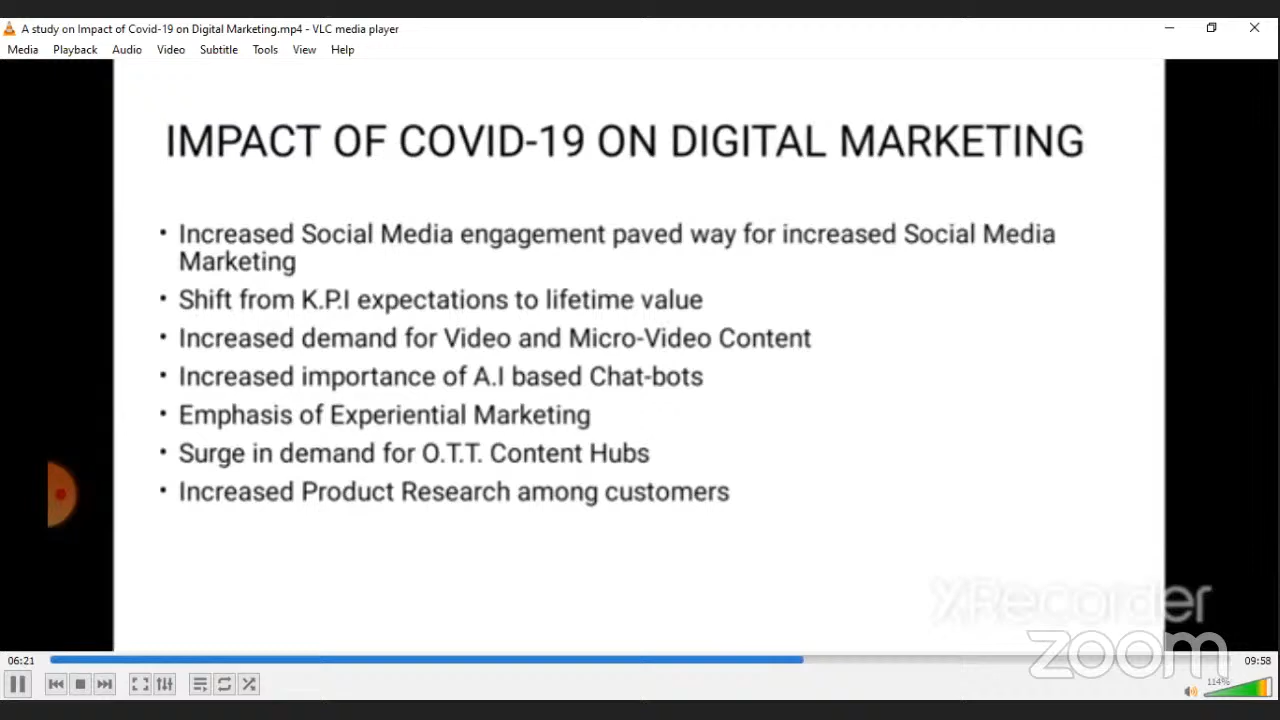 A study on Impact of Covid-19 on Digital Marketing.mp4 - VLC media player
Media Playback Audio Video Subtitle Tools View Help
IMPACT OF COVID-19 ON DIGITAL MARKETING
• Increased Social Media engagement paved way for increased Social Media
Marketing
• Shift from K.P.I expectations to lifetime value
• Increased demand for Video and Micro-Video Content
• Increased importance of A.I based Chat-bots
• Emphasis of Experiential Marketing
• Surge in demand for O.T.T. Content Hubs
• Increased Product Research among customers
XRecorder
zoom
06:21
09:58
114%